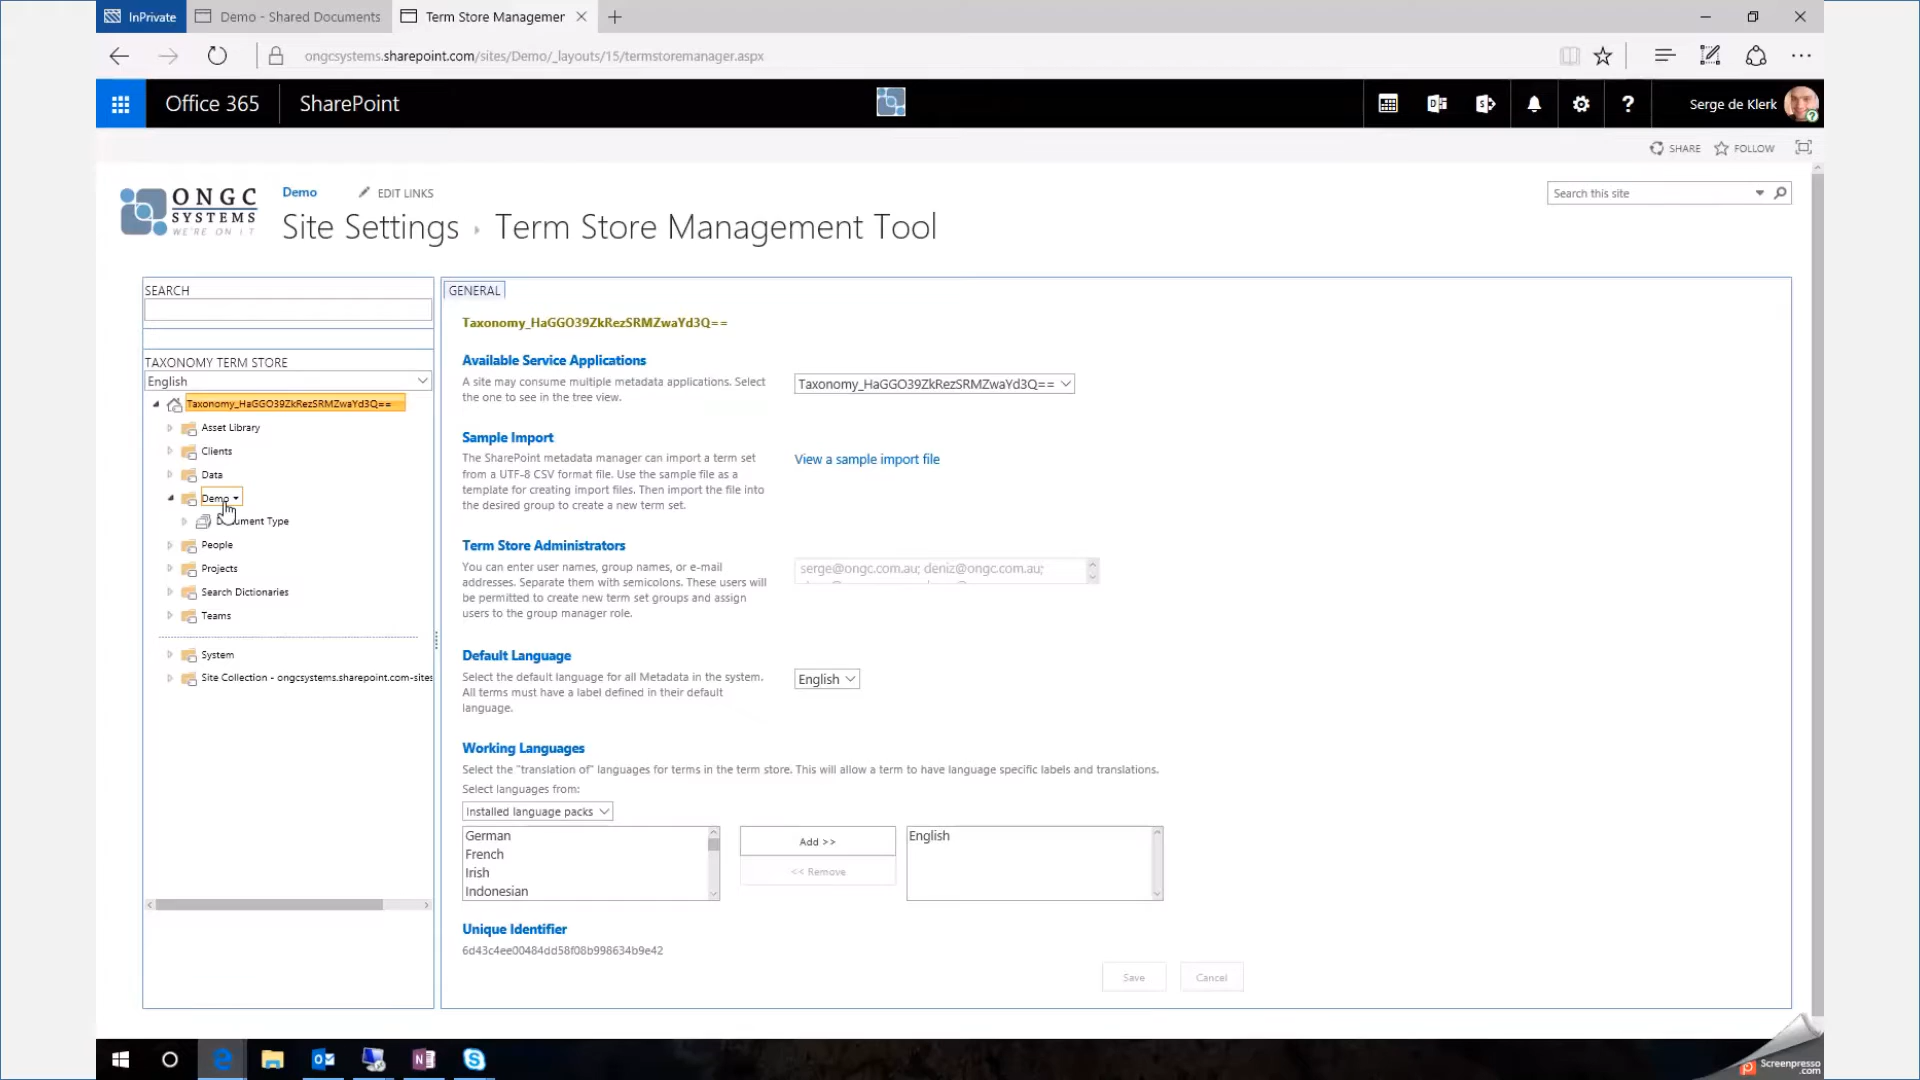 InPrivate
Demo - Shared Documents
Term Store Managemer
ongcsystems.sharepoint.com/sites/Demo/_layouts/15/termstoremanager.aspx
Office 365
SharePoint
Serge de Klerk
SHARE
FOLLOW
ONGC
SYSTEMS
WE'RE ON IT
Demo
EDIT LINKS
Search this site
Site Settings
Term Store Management Tool
SEARCH
TAXONOMY TERM STORE
English
Taxonomy_HaGGO39ZkRezSRMZwaYd3Q==
Asset Library
Clients
Data
Demo
Document Type
People
Projects
Search Dictionaries
Teams
System
Site Collection - ongcsystems.sharepoint.com-sites
GENERAL
Taxonomy_HaGGO39ZkRezSRMZwaYd3Q==
Available Service Applications
A site may consume multiple metadata applications. Select
the one to see in the tree view.
Taxonomy_HaGGO39ZkRezSRMZwaYd3Q==
Sample Import
The SharePoint metadata manager can import a term set
from a UTF-8 CSV format file. Use the sample file as a
template for creating import files. Then import the file into
the desired group to create a new term set.
View a sample import file
Term Store Administrators
You can enter user names, group names, or e-mail
addresses. Separate them with semicolons. These users will
be permitted to create new term set groups and assign
users to the group manager role.
serge@ongc.com.au; deniz@ongc.com.au;
Default Language
Select the default language for all Metadata in the system.
All terms must have a label defined in their default
language.
English
Working Languages
Select the "translation of" languages for terms in the term store. This will allow a term to have language specific labels and translations.
Select languages from:
Installed language packs
German
French
Irish
Indonesian
Add >>
<< Remove
English
Unique Identifier
6d43c4ee00484dd58f08b998634b9e42
Save
Cancel
Screenpresso
.com